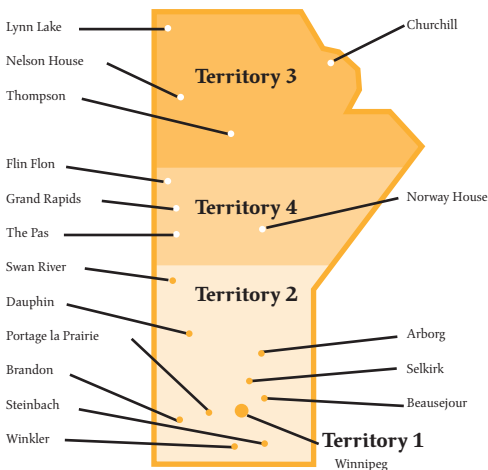 Lynn Lake
Churchill
Nelson House
Territory 3
Thompson
Flin Flon
Grand Rapids
Norway House
Territory 4
The Pas
Swan River
Territory 2
Dauphin
Portage la Prairie
Arborg
Brandon
Selkirk
Steinbach
Beausejour
Winkler
Territory 1
Winnipeg